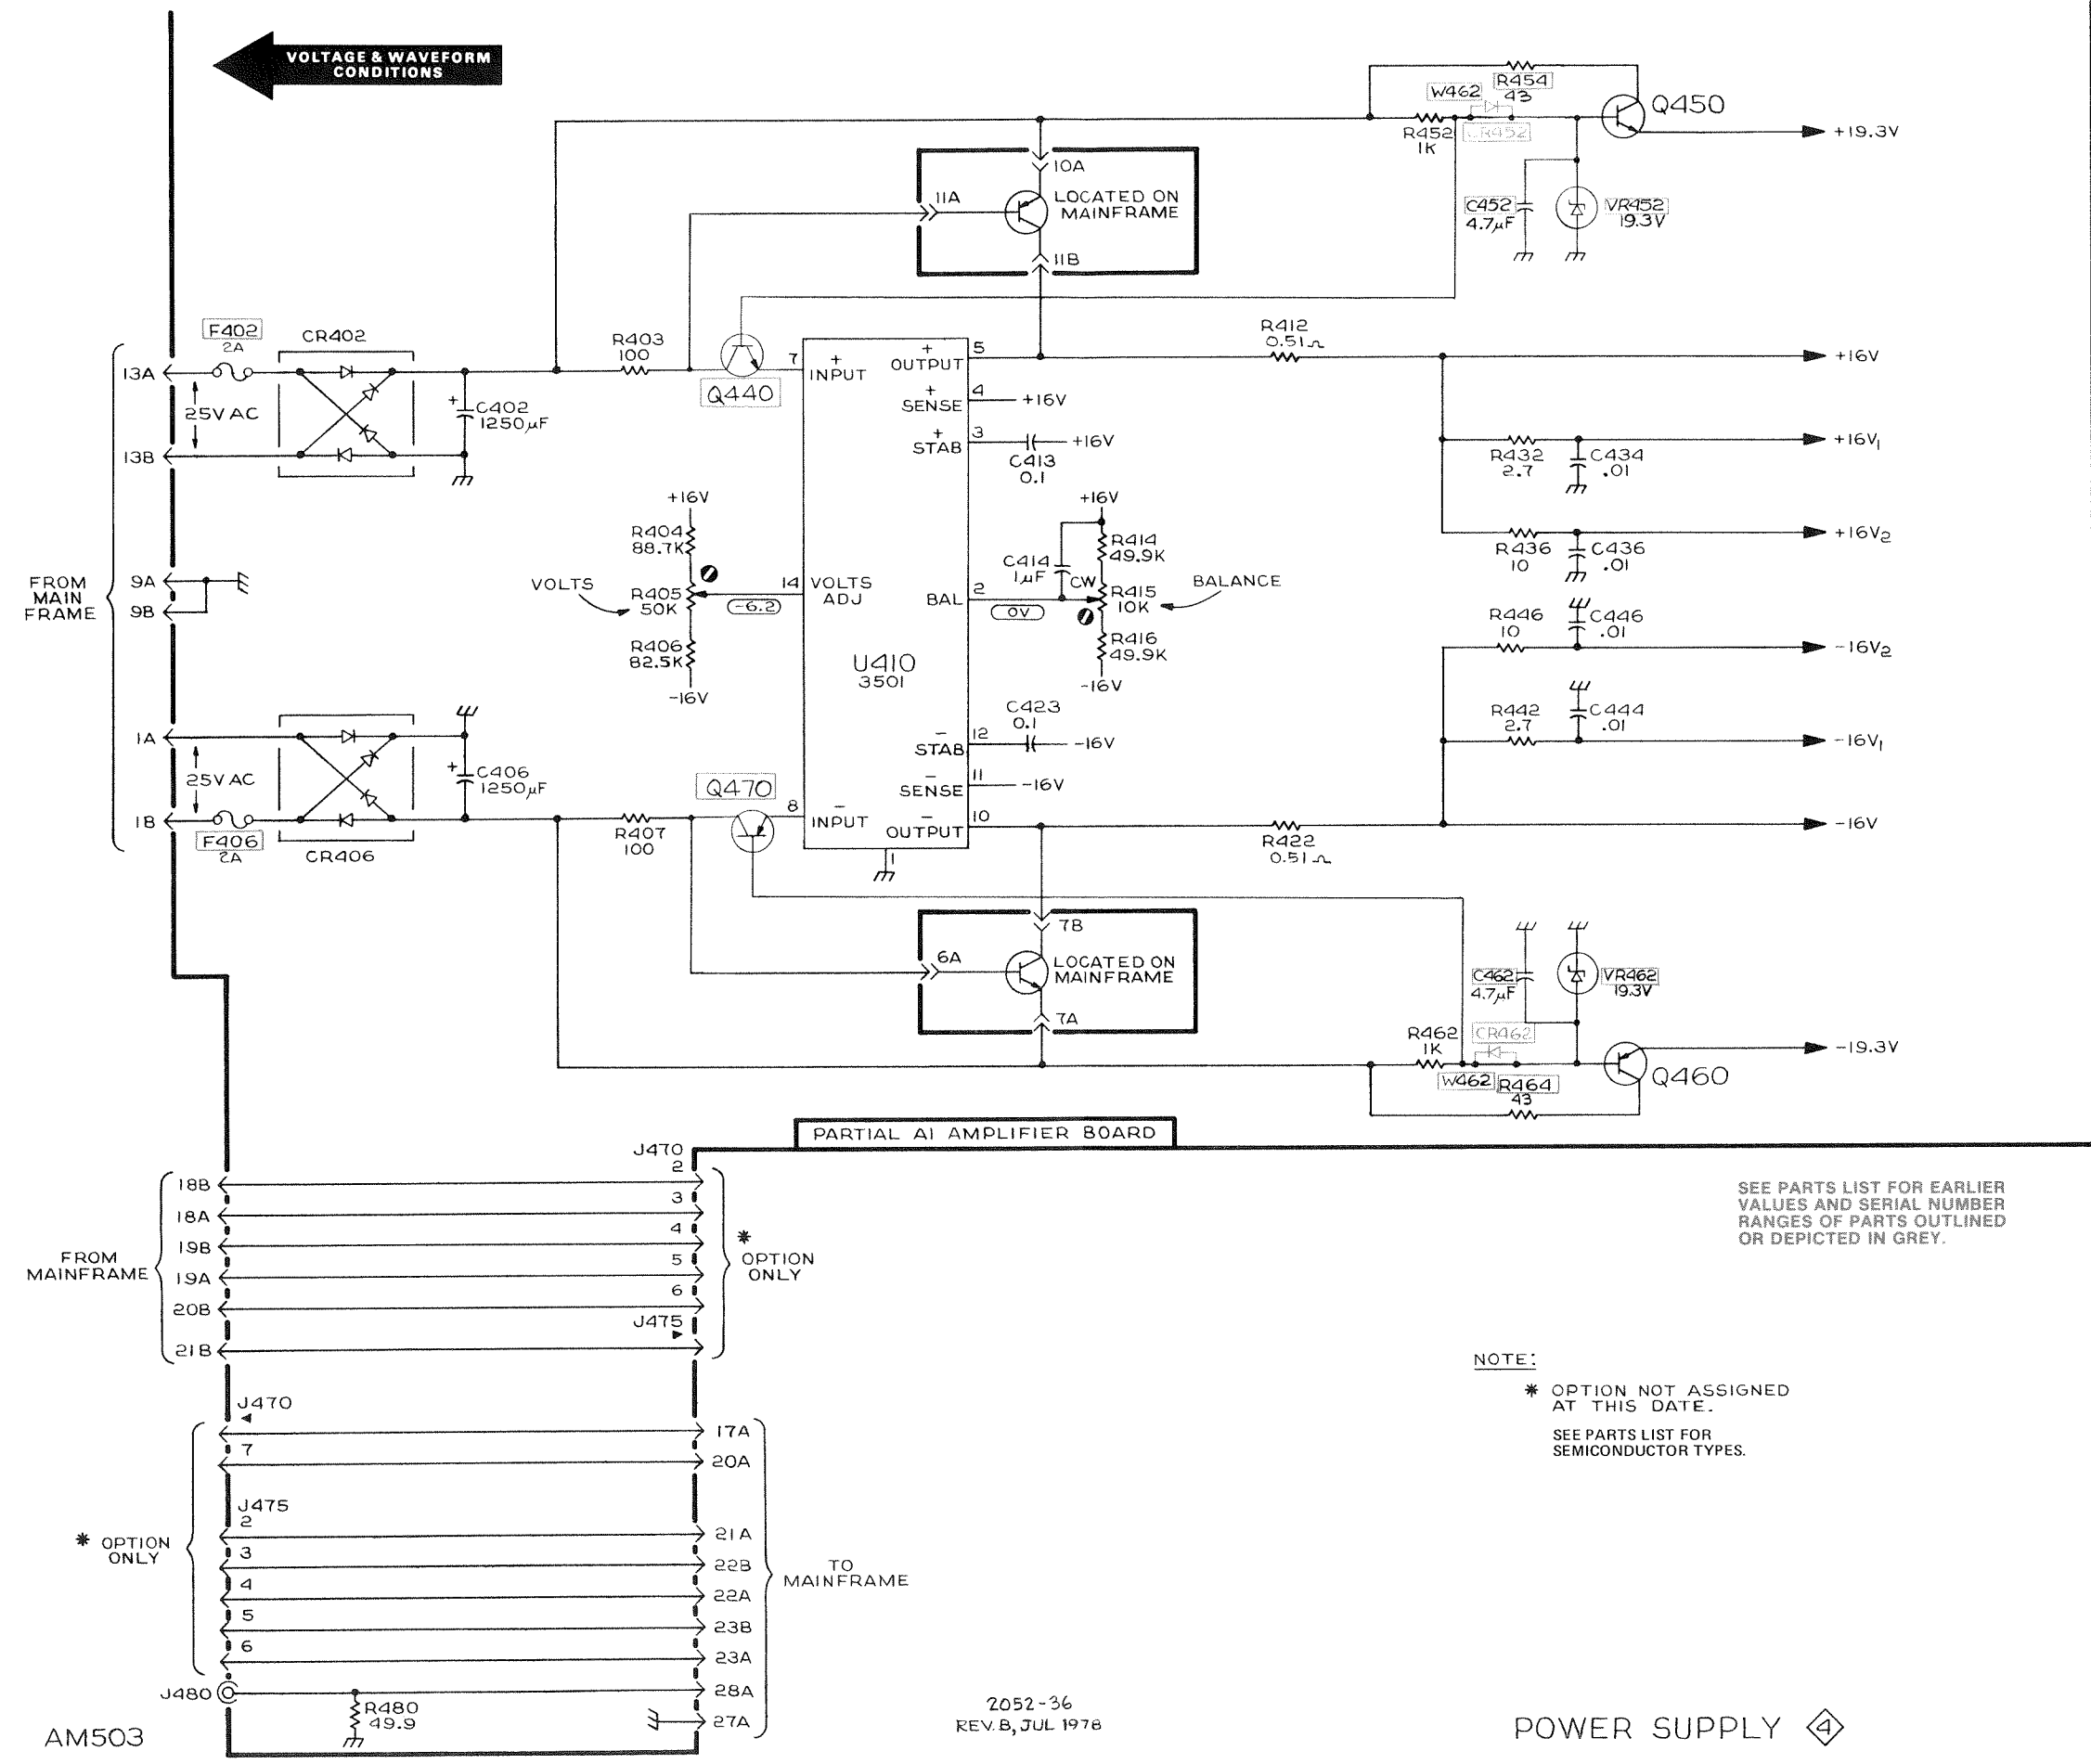 VOLTAGE & WAVEFORM
CONDITIONS
R454
43
W462
CR452
R452
1K
Q450
+19.3V
10A
11A
LOCATED ON
MAINFRAME
11B
C452
4.7µF
VR452
19.3V
F402
2A
CR402
13A
25V AC
13B
+
C402
1250µF
R403
100
Q440
7
+
INPUT
+
OUTPUT
5
+
SENSE
4
+16V
+
STAB
3
+16V
C413
0.1
R412
0.51Ω
+16V
+16V1
R432
2.7
C434
.01
+16V2
R436
10
C436
.01
FROM
MAIN
FRAME
9A
9B
+16V
R404
88.7K
VOLTS
R405
50K
-6.2
R406
82.5K
-16V
14
VOLTS
ADJ
BAL
2
0V
U410
3501
+16V
C414
1µF
R414
49.9K
CW
R415
10K
BALANCE
R416
49.9K
-16V
R446
10
C446
.01
-16V2
R442
2.7
C444
.01
-16V1
C423
0.1
-
STAB
12
-16V
-
SENSE
11
-16V
-
OUTPUT
10
-
INPUT
8
1
1A
25V AC
1B
F406
2A
CR406
+
C406
1250µF
R407
100
Q470
R422
0.51Ω
-16V
7B
6A
LOCATED ON
MAINFRAME
7A
C462
4.7µF
VR462
19.3V
R462
1K
CR462
W462
R464
43
Q460
-19.3V
PARTIAL A1 AMPLIFIER BOARD
J470
2
18B
3
18A
4
19B
5
19A
6
20B
J475
21B
FROM
MAINFRAME
*
OPTION
ONLY
SEE PARTS LIST FOR EARLIER
VALUES AND SERIAL NUMBER
RANGES OF PARTS OUTLINED
OR DEPICTED IN GREY.
NOTE:
* OPTION NOT ASSIGNED
AT THIS DATE.
SEE PARTS LIST FOR
SEMICONDUCTOR TYPES.
J470
17A
7
20A
J475
2
21A
3
22B
4
22A
5
23B
6
23A
* OPTION
ONLY
TO
MAINFRAME
J480
28A
R480
49.9
27A
AM503
2052-36
REV. B, JUL 1978
POWER SUPPLY 4